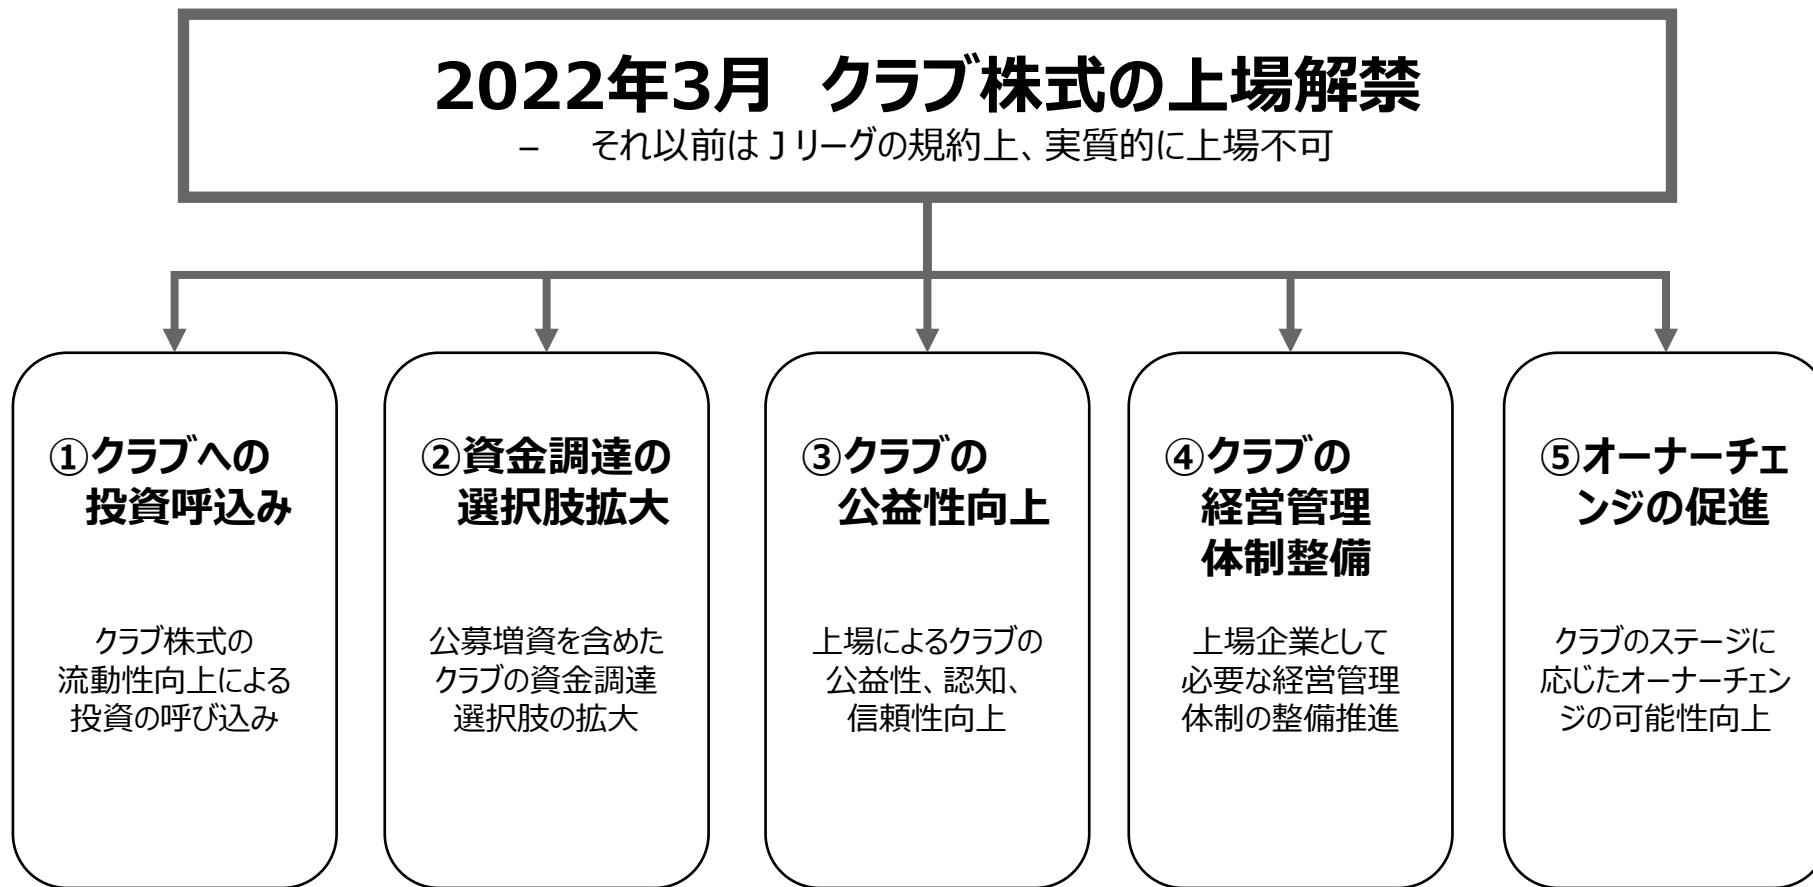 2022年3月 クラブ株式の上場解禁
– それ以前はJリーグの規約上、実質的に上場不可
①クラブへの
投資呼込み
クラブ株式の
流動性向上による
投資の呼び込み
②資金調達の
選択肢拡大
公募増資を含めた
クラブの資金調達
選択肢の拡大
③クラブの
公益性向上
上場によるクラブの
公益性、認知、
信頼性向上
④クラブの
経営管理
体制整備
上場企業として
必要な経営管理
体制の整備推進
⑤オーナーチェ
ンジの促進
クラブのステージに
応じたオーナーチェン
ジの可能性向上